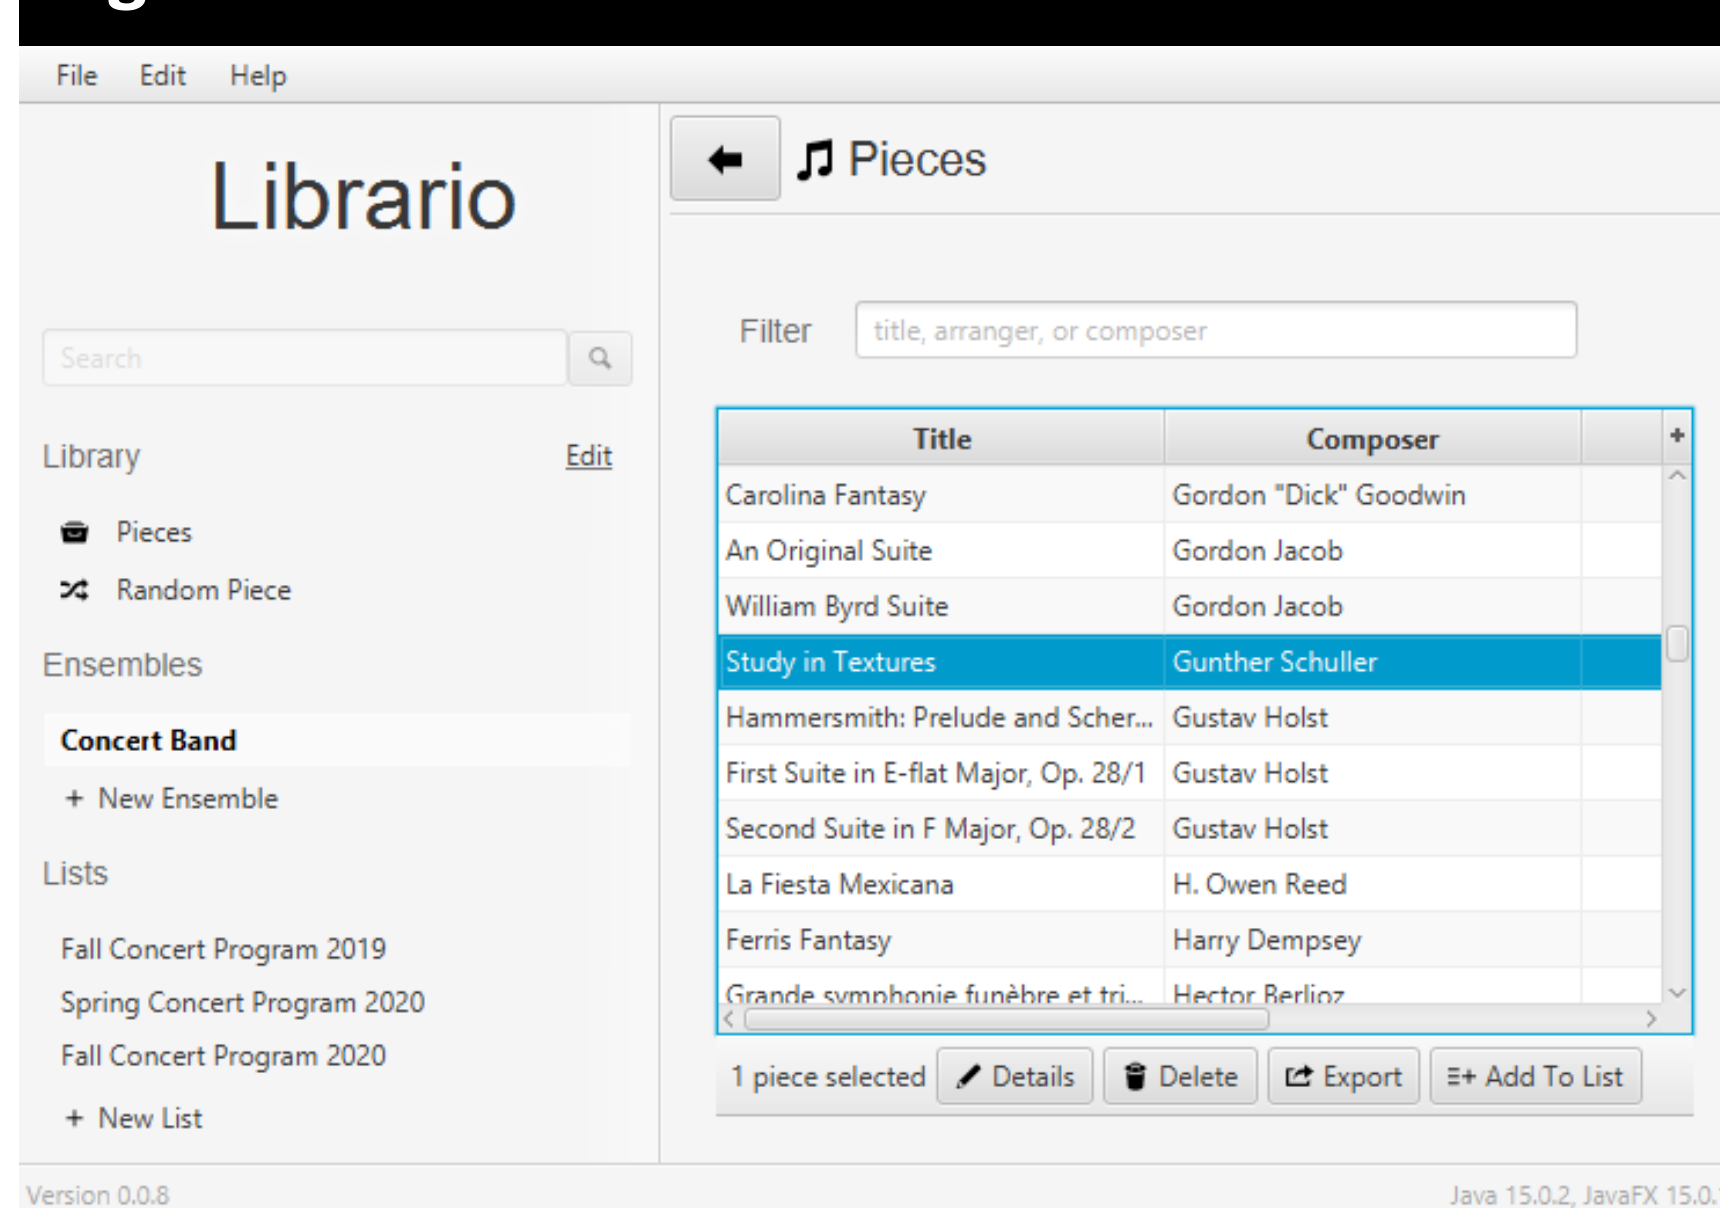 File Edit Help
Librario
Search
Library Edit
Pieces
Random Piece
Ensembles
Concert Band
+ New Ensemble
Lists
Fall Concert Program 2019
Spring Concert Program 2020
Fall Concert Program 2020
+ New List
Pieces
Filter title, arranger, or composer
Title Composer +
Carolina Fantasy Gordon "Dick" Goodwin
An Original Suite Gordon Jacob
William Byrd Suite Gordon Jacob
Study in Textures Gunther Schuller
Hammersmith: Prelude and Scher... Gustav Holst
First Suite in E-flat Major, Op. 28/1 Gustav Holst
Second Suite in F Major, Op. 28/2 Gustav Holst
La Fiesta Mexicana H. Owen Reed
Ferris Fantasy Harry Dempsey
Grande symphonie funèbre et tri... Hector Berlioz
1 piece selected Details Delete Export Add To List
Version 0.0.8 Java 15.0.2, JavaFX 15.0.